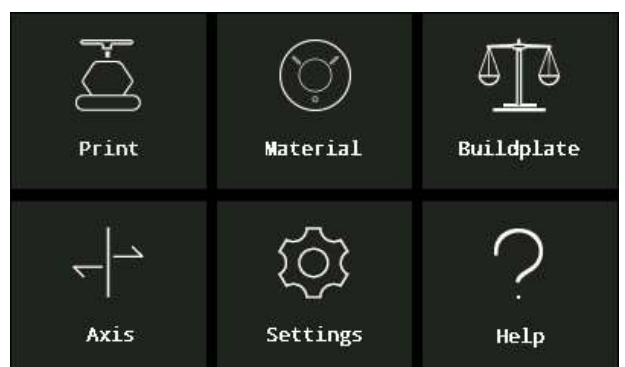 Print
Material
Buildplate
Axis
Settings
Help